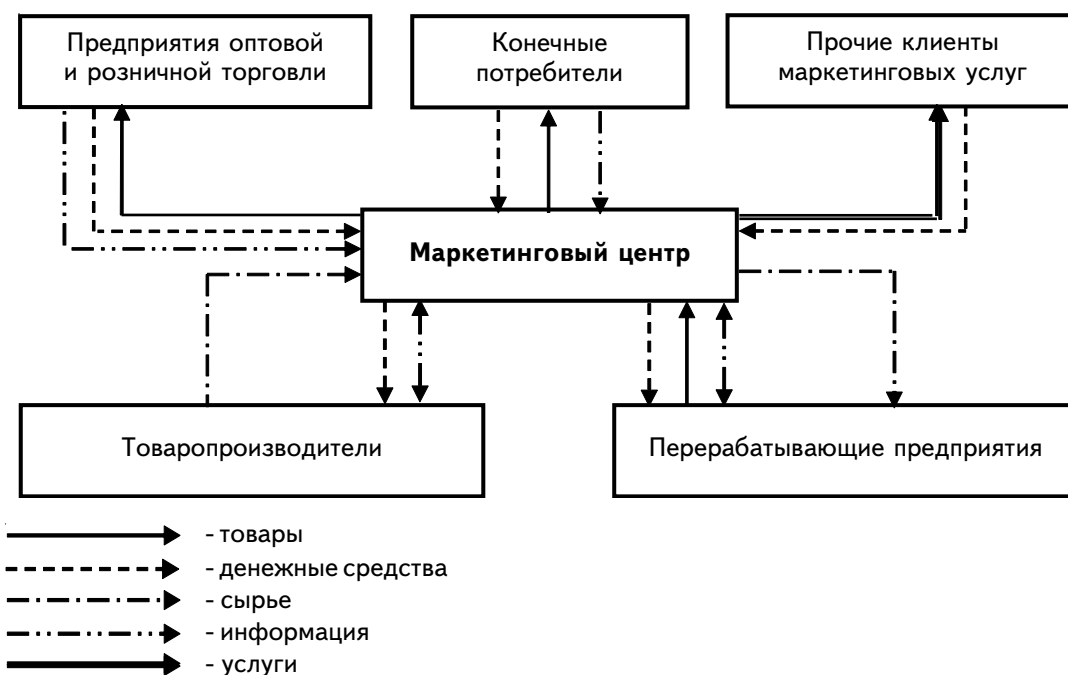 Предприятия оптовой
и розничной торговли
Конечные
потребители
Прочие клиенты
маркетинговых услуг
Маркетинговый центр
Товаропроизводители
Перерабатывающие предприятия
- товары
- денежные средства
- сырье
- информация
- услуги